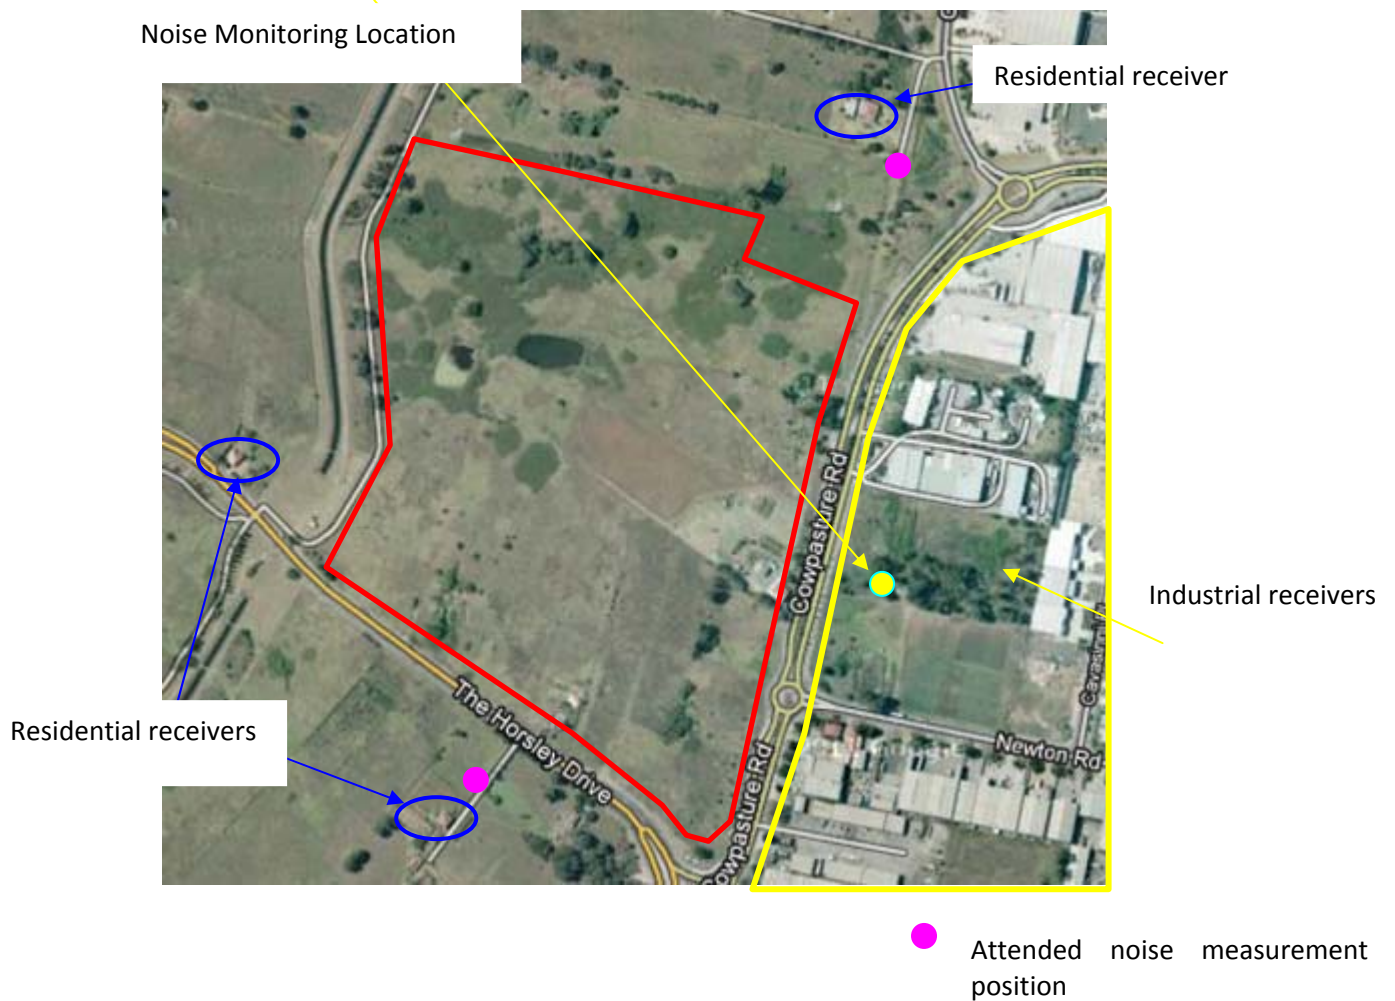 Noise Monitoring Location
Residential receiver
Cowpasture Rd
Industrial receivers
The Horsley Drive
Residential receivers
Newton Rd
Cowpasture Rd
Attended noise measurement
position